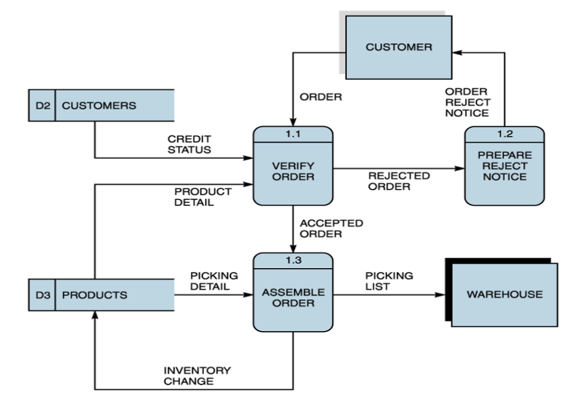 CUSTOMER
ORDER
ORDER
REJECT
NOTICE
D2 CUSTOMERS
CREDIT
STATUS
1.1
VERIFY
ORDER
1.2
PREPARE
REJECT
NOTICE
REJECTED
ORDER
PRODUCT
DETAIL
ACCEPTED
ORDER
1.3
ASSEMBLE
ORDER
D3 PRODUCTS
PICKING
DETAIL
PICKING
LIST
WAREHOUSE
INVENTORY
CHANGE